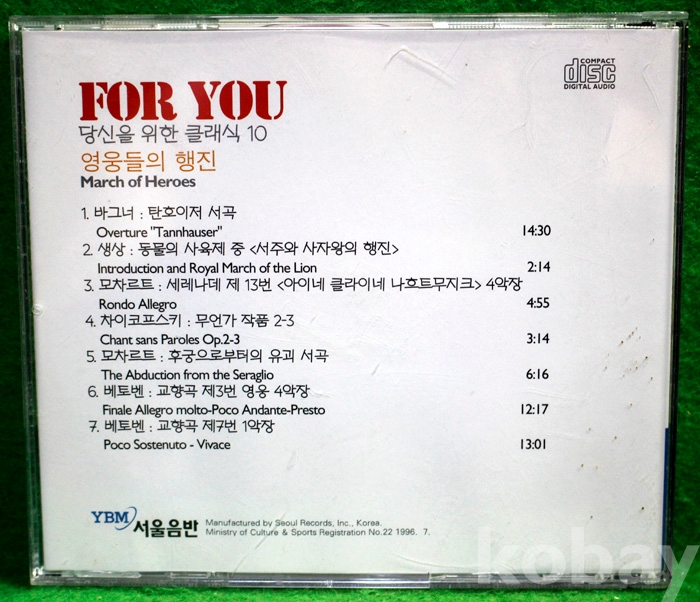 COMPACT
disc
DIGITAL AUDIO
FOR YOU
당신을 위한 클래식 10
영웅들의 행진
March of Heroes
1. 바그너 : 탄호이저 서곡
Overture "Tannhauser" 14:30
2. 생상 : 동물의 사육제 중 <서주와 사자왕의 행진>
Introduction and Royal March of the Lion 2:14
3. 모차르트 : 세레나데 제 13번 <아이네 클라이네 나흐트무지크> 4악장
Rondo Allegro 4:55
4. 차이코프스키 : 무언가 작품 2-3
Chant sans Paroles Op.2-3 3:14
5. 모차르트 : 후궁으로부터의 유괴 서곡
The Abduction from the Seraglio 6:16
6. 베토벤 : 교향곡 제3번 영웅 4악장
Finale Allegro molto-Poco Andante-Presto 12:17
7. 베토벤 : 교향곡 제7번 1악장
Poco Sostenuto - Vivace 13:01
YBM 서울음반
Manufactured by Seoul Records, Inc., Korea.
Ministry of Culture & Sports Registration No.22 1996. 7.
kobay